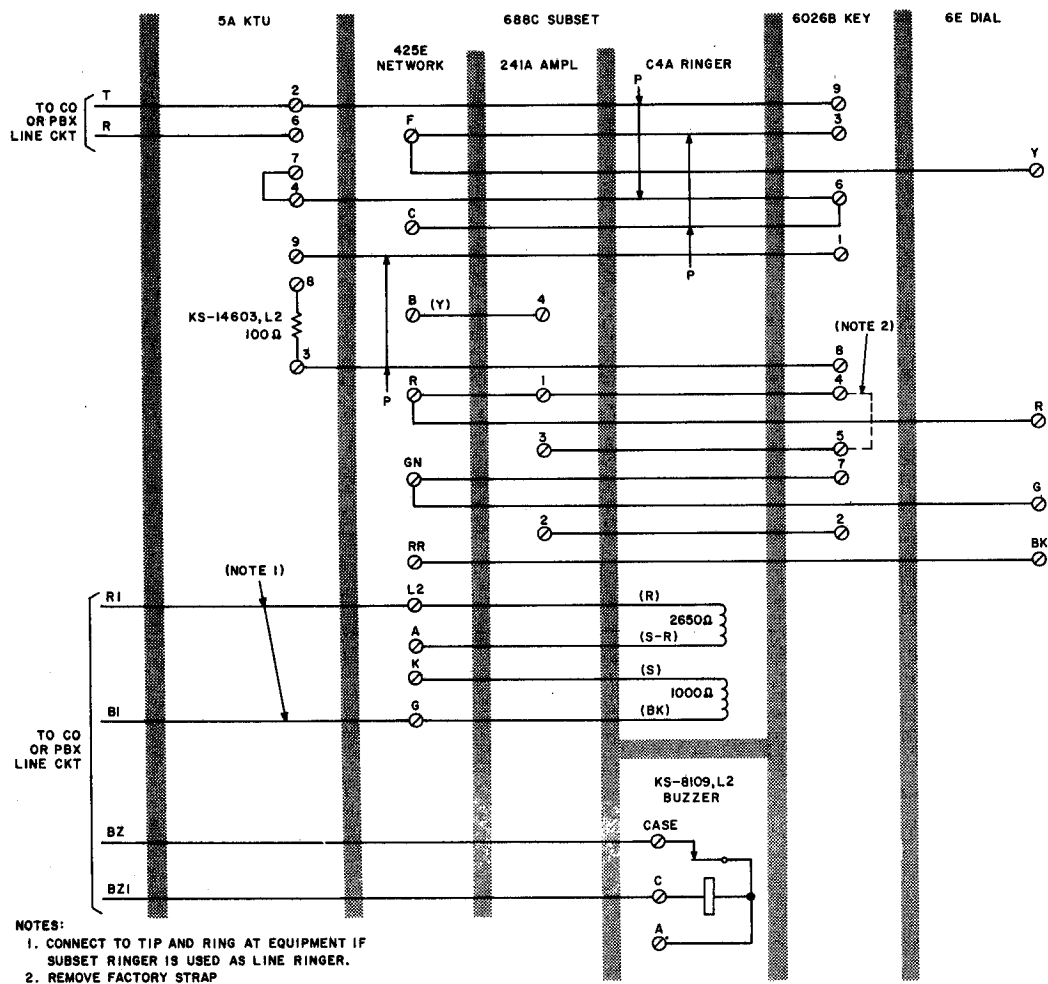 5A KTU
688C SUBSET
6026B KEY
6E DIAL
425E
NETWORK
241A AMPL
C4A RINGER
P
T
2
9
TO CO
OR PBX
LINE CKT
R
6
F
3
7
Y
4
6
C
9
1
P
8
B (Y)
4
KS-14603, L2
100Ω
(NOTE 2)
3
8
R
1
4
P
R
3
5
GN
7
G
2
2
RR
BK
(NOTE 1)
R1
L2
(R)
2650Ω
A
(S-R)
K
(S)
1000Ω
B1
G
(BK)
TO CO
OR PBX
LINE CKT
KS-8109, L2
BUZZER
CASE
BZ
C
BZ1
A
NOTES:
1. CONNECT TO TIP AND RING AT EQUIPMENT IF
SUBSET RINGER IS USED AS LINE RINGER.
2. REMOVE FACTORY STRAP